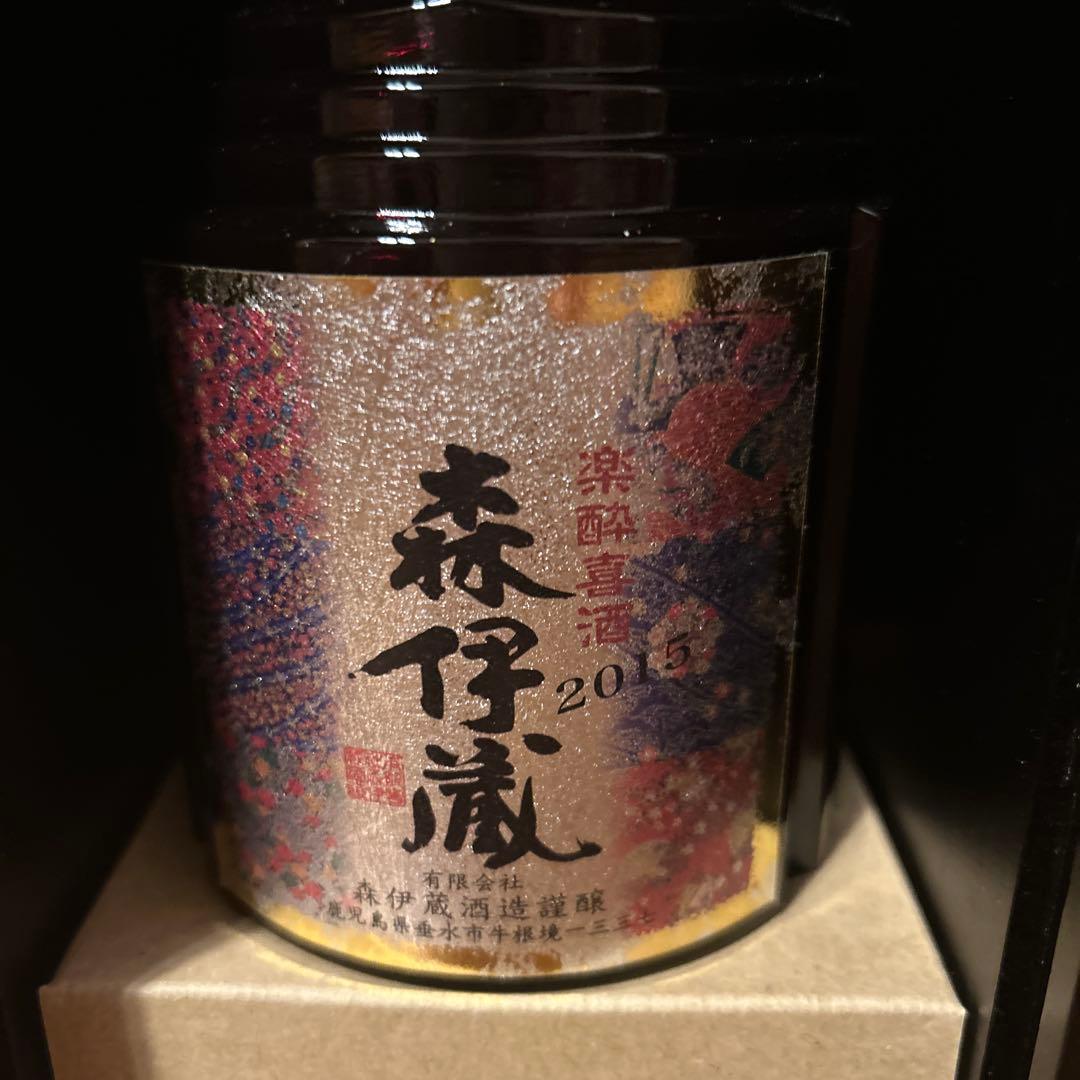 楽酔喜酒
2015
森伊蔵
有限会社
森伊蔵酒造謹醸
鹿児島県垂水市牛根境一三三七